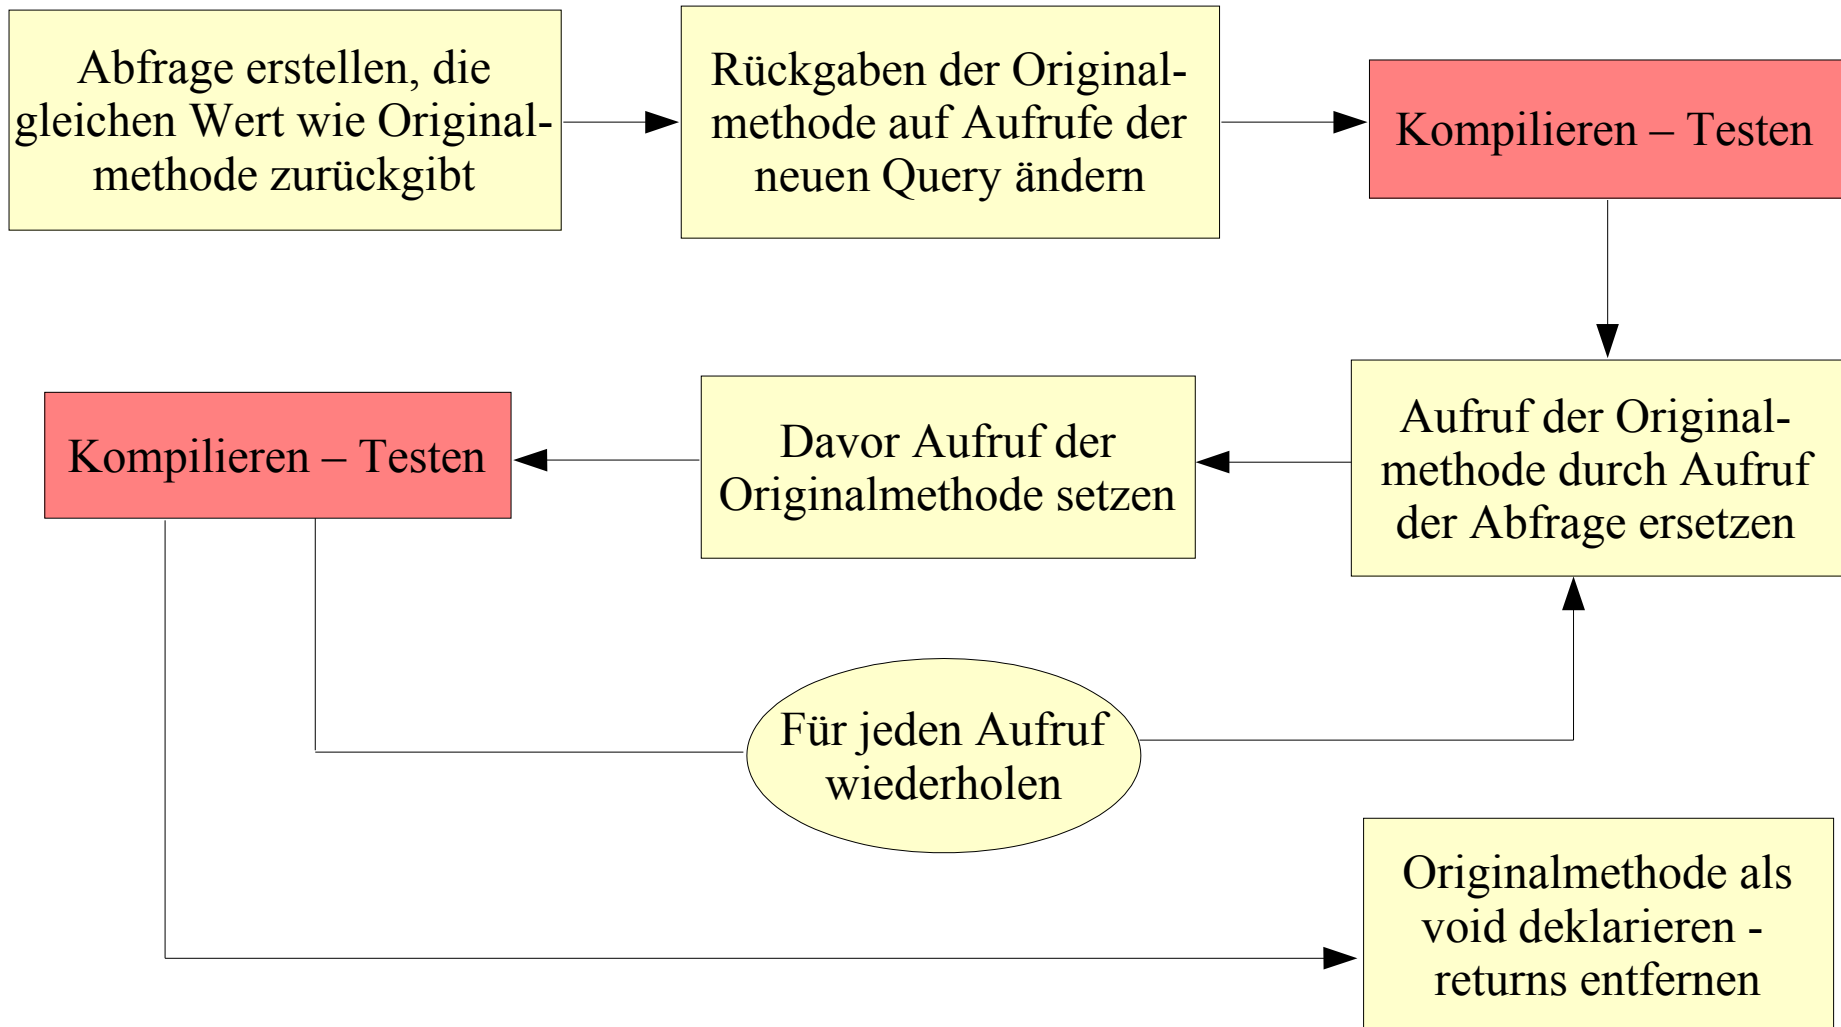 Abfrage erstellen, die
gleichen Wert wie Original-
methode zurückgibt
Rückgaben der Original-
methode auf Aufrufe der
neuen Query ändern
Kompilieren – Testen
Aufruf der Original-
methode durch Aufruf
der Abfrage ersetzen
Davor Aufruf der
Originalmethode setzen
Kompilieren – Testen
Für jeden Aufruf
wiederholen
Originalmethode als
void deklarieren -
returns entfernen